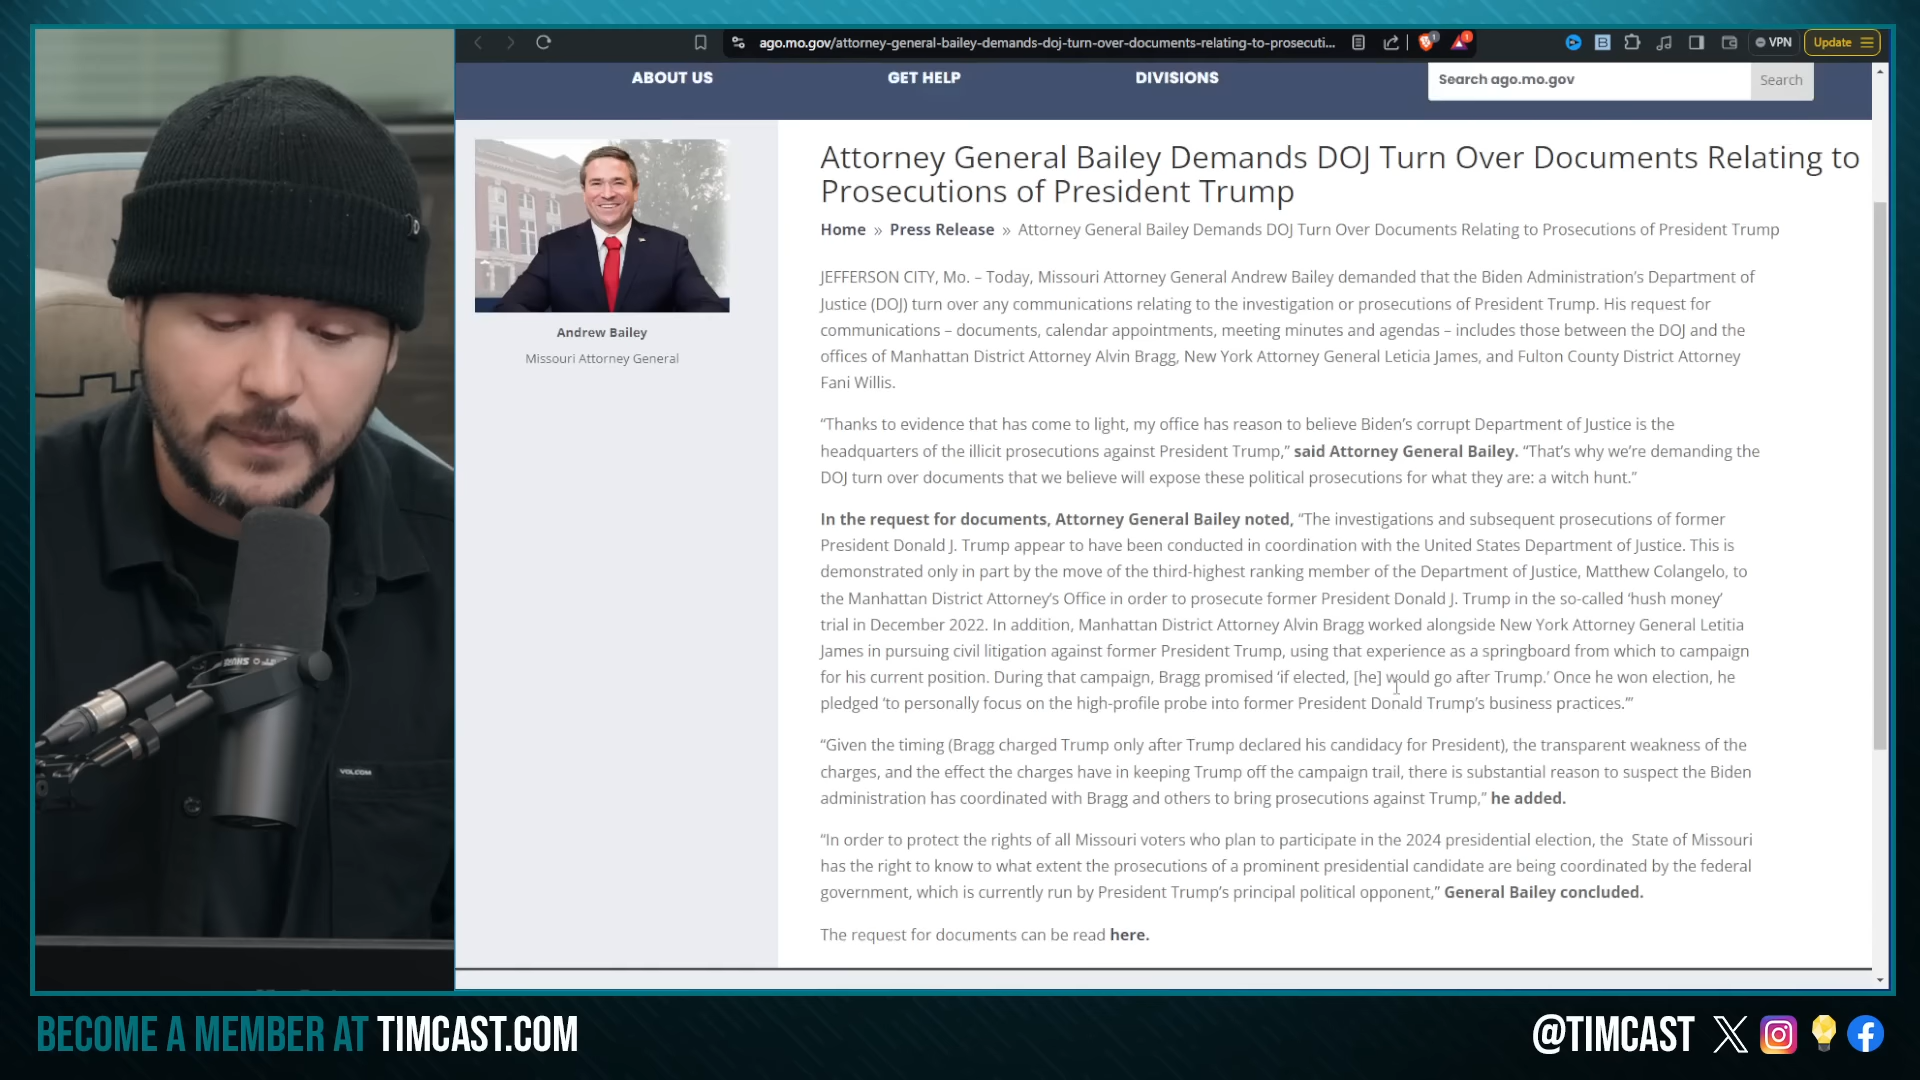 ago.mo.gov/attorney-general-bailey-demands-doj-turn-over-documents-relating-to-prosecuti...
VPN
Update
ABOUT US
GET HELP
DIVISIONS
Search ago.mo.gov
Search
Andrew Bailey
Missouri Attorney General
Attorney General Bailey Demands DOJ Turn Over Documents Relating to
Prosecutions of President Trump
Home » Press Release » Attorney General Bailey Demands DOJ Turn Over Documents Relating to Prosecutions of President Trump
JEFFERSON CITY, Mo. – Today, Missouri Attorney General Andrew Bailey demanded that the Biden Administration’s Department of
Justice (DOJ) turn over any communications relating to the investigation or prosecutions of President Trump. His request for
communications – documents, calendar appointments, meeting minutes and agendas – includes those between the DOJ and the
offices of Manhattan District Attorney Alvin Bragg, New York Attorney General Leticia James, and Fulton County District Attorney
Fani Willis.
“Thanks to evidence that has come to light, my office has reason to believe Biden’s corrupt Department of Justice is the
headquarters of the illicit prosecutions against President Trump,” said Attorney General Bailey. “That’s why we’re demanding the
DOJ turn over documents that we believe will expose these political prosecutions for what they are: a witch hunt.”
In the request for documents, Attorney General Bailey noted, “The investigations and subsequent prosecutions of former
President Donald J. Trump appear to have been conducted in coordination with the United States Department of Justice. This is
demonstrated only in part by the move of the third-highest ranking member of the Department of Justice, Matthew Colangelo, to
the Manhattan District Attorney’s Office in order to prosecute former President Donald J. Trump in the so-called ‘hush money’
trial in December 2022. In addition, Manhattan District Attorney Alvin Bragg worked alongside New York Attorney General Letitia
James in pursuing civil litigation against former President Trump, using that experience as a springboard from which to campaign
for his current position. During that campaign, Bragg promised ‘if elected, [he] would go after Trump.’ Once he won election, he
pledged ‘to personally focus on the high-profile probe into former President Donald Trump’s business practices.’”
“Given the timing (Bragg charged Trump only after Trump declared his candidacy for President), the transparent weakness of the
charges, and the effect the charges have in keeping Trump off the campaign trail, there is substantial reason to suspect the Biden
administration has coordinated with Bragg and others to bring prosecutions against Trump,” he added.
“In order to protect the rights of all Missouri voters who plan to participate in the 2024 presidential election, the State of Missouri
has the right to know to what extent the prosecutions of a prominent presidential candidate are being coordinated by the federal
government, which is currently run by President Trump’s principal political opponent,” General Bailey concluded.
The request for documents can be read here.
SHURE
VOLCOM
BECOME A MEMBER AT TIMCAST.COM
@TIMCAST